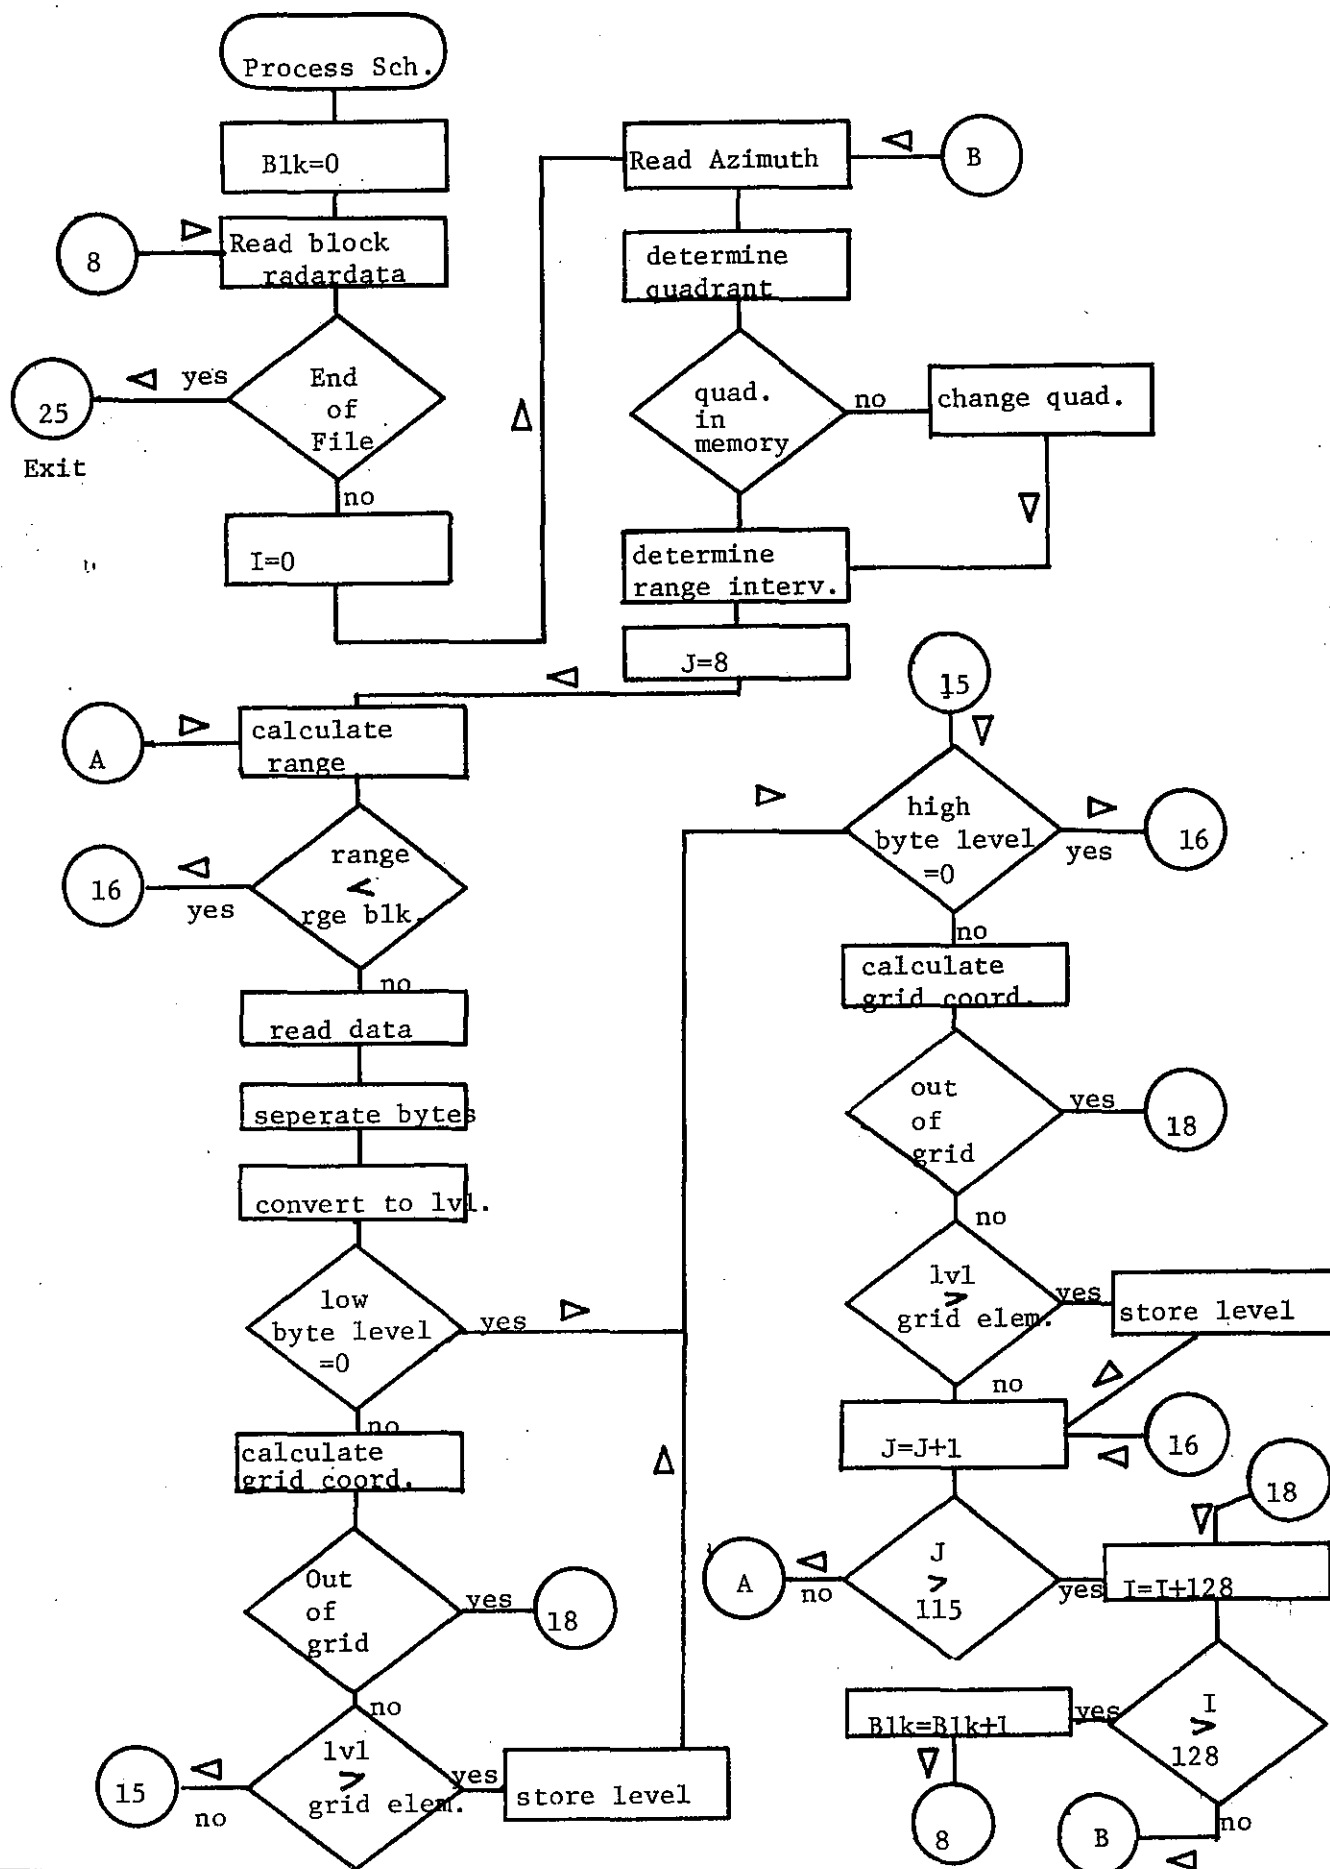 Process Sch.
Blk=0
8
Read block
radardata
yes
End
of
File
25
Exit
no
I=0
Read Azimuth
B
determine
quadrant
quad.
in
memory
no
change quad.
determine
range interv.
J=8
A
calculate
range
16
yes
range
<
rge blk.
no
read data
seperate bytes
convert to lvl.
low
byte level
=0
yes
no
calculate
grid coord.
Out
of
grid
yes
18
no
lvl
>
grid elem.
yes
store level
15
no
15
high
byte level
=0
yes
16
no
calculate
grid coord.
out
of
grid
yes
18
no
lvl
>
grid elem.
yes
store level
no
J=J+1
16
18
J
>
115
no
A
yes
I=I+128
I
>
128
yes
Blk=Blk+1
8
no
B